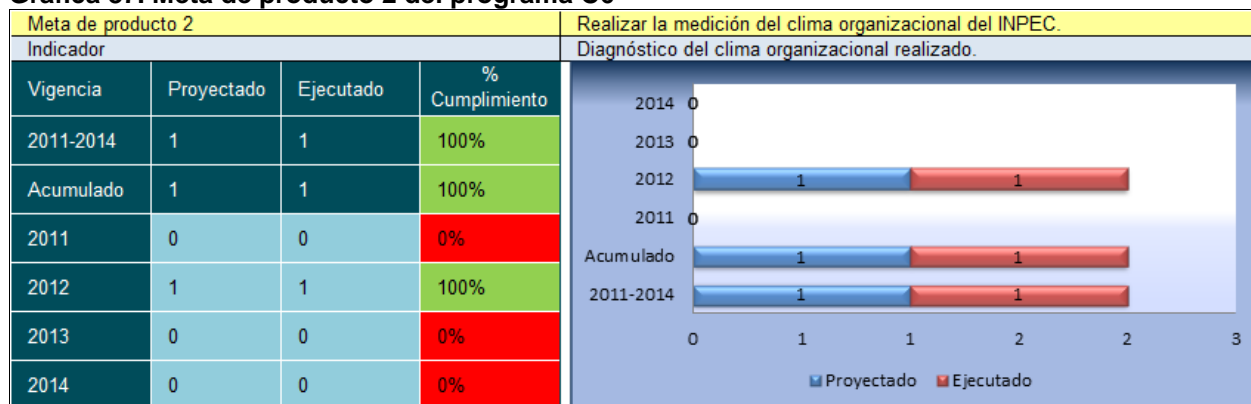 Meta de producto 2 Realizar la medición del clima organizacional del INPEC.
Indicador Diagnóstico del clima organizacional realizado.
Vigencia Proyectado Ejecutado % Cumplimiento
2011-2014 1 1 100%
Acumulado 1 1 100%
2011 0 0 0%
2012 1 1 100%
2013 0 0 0%
2014 0 0 0%
2014 0
2013 0
2012 1 1
2011 0
Acumulado 1 1
2011-2014 1 1
0 1 1 2 2 3
Proyectado Ejecutado